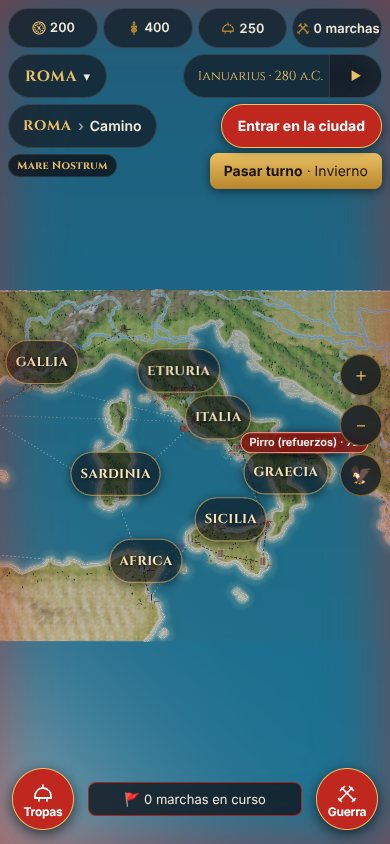 200
400
250
0 marchas
ROMA ▾
IANUARIUS · 280 A.C.
ROMA › Camino
Entrar en la ciudad
MARE NOSTRUM
Pasar turno · Invierno
GALLIA
ETRURIA
ITALIA
Pirro (refuerzos) ·
SARDINIA
GRAECIA
SICILIA
AFRICA
Tropas
0 marchas en curso
Guerra